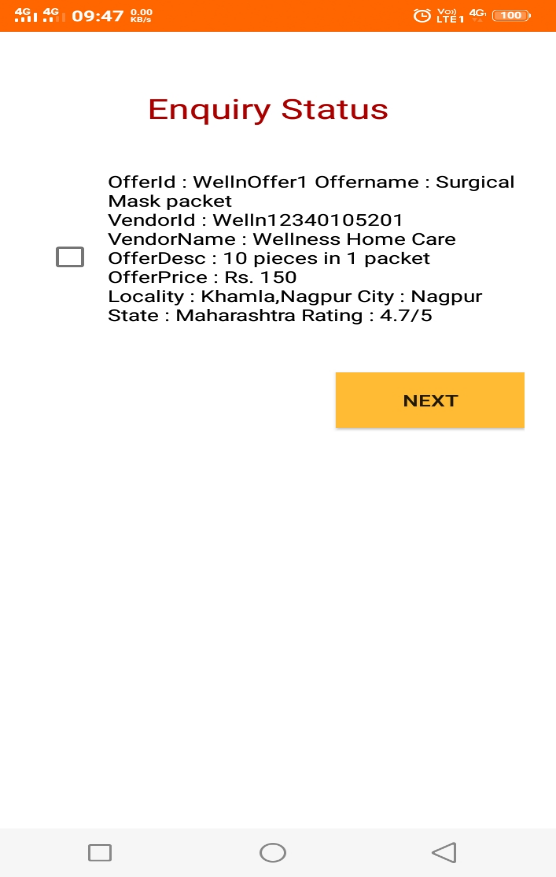 4G 4G 09:47 0.00 KB/s Vo)) LTE 1 4G 100
Enquiry Status
OfferId : WellnOffer1 Offername : Surgical
Mask packet
VendorId : Welln12340105201
VendorName : Wellness Home Care
OfferDesc : 10 pieces in 1 packet
OfferPrice : Rs. 150
Locality : Khamla,Nagpur City : Nagpur
State : Maharashtra Rating : 4.7/5
NEXT